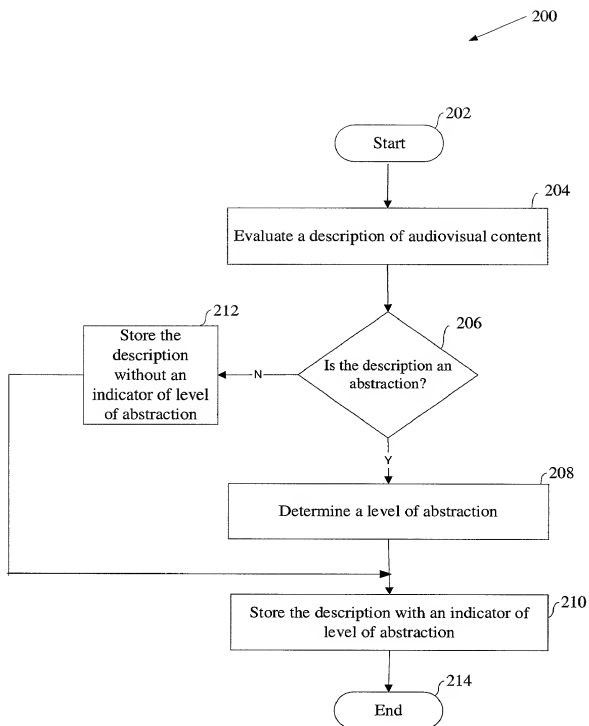 200
202
Start
204
Evaluate a description of audiovisual content
206
Is the description an
abstraction?
N
212
Store the
description
without an
indicator of level
of abstraction
Y
208
Determine a level of abstraction
210
Store the description with an indicator of
level of abstraction
214
End